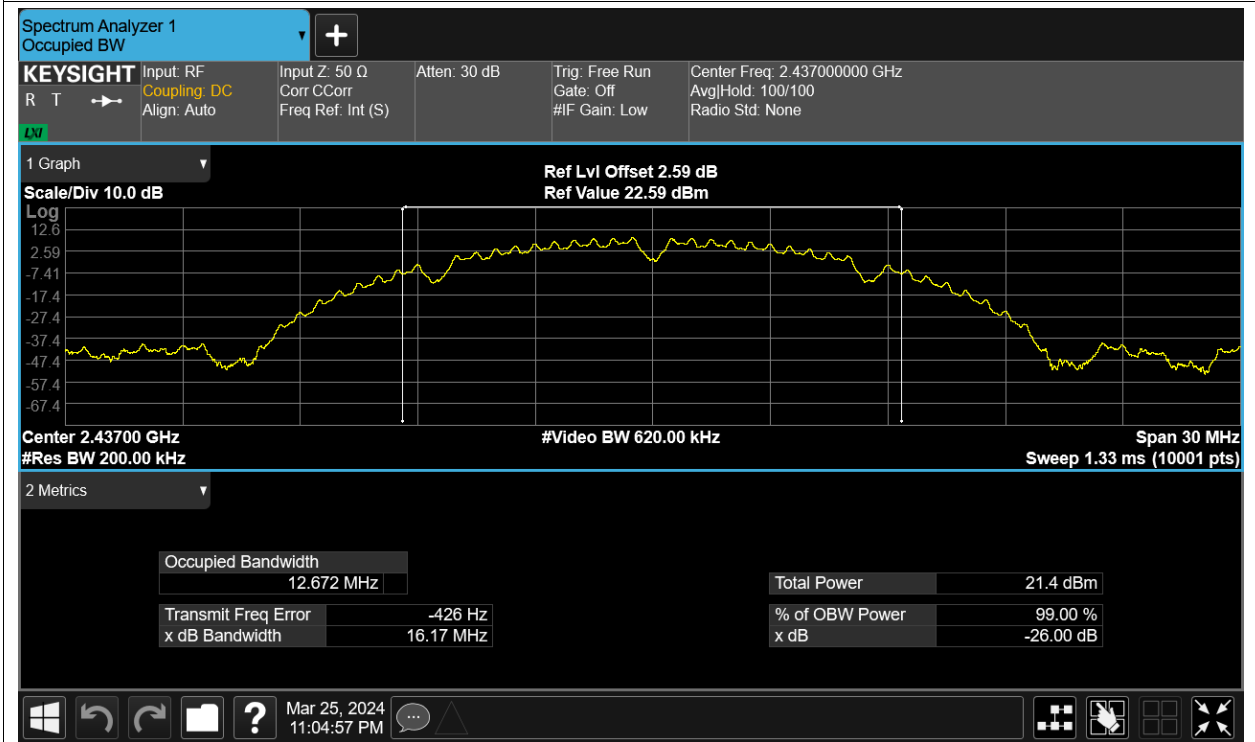 Spectrum Analyzer 1
Occupied BW
KEYSIGHT
R T
LXI
Input: RF
Coupling: DC
Align: Auto
Input Z: 50 Ω
Corr CCorr
Freq Ref: Int (S)
Atten: 30 dB
Trig: Free Run
Gate: Off
#IF Gain: Low
Center Freq: 2.437000000 GHz
Avg|Hold: 100/100
Radio Std: None
1 Graph
Scale/Div 10.0 dB
Ref Lvl Offset 2.59 dB
Ref Value 22.59 dBm
Log
12.6
2.59
-7.41
-17.4
-27.4
-37.4
-47.4
-57.4
-67.4
Center 2.43700 GHz
#Res BW 200.00 kHz
#Video BW 620.00 kHz
Span 30 MHz
Sweep 1.33 ms (10001 pts)
2 Metrics
Occupied Bandwidth
12.672 MHz
Transmit Freq Error -426 Hz
x dB Bandwidth 16.17 MHz
Total Power 21.4 dBm
% of OBW Power 99.00 %
x dB -26.00 dB
?
Mar 25, 2024
11:04:57 PM